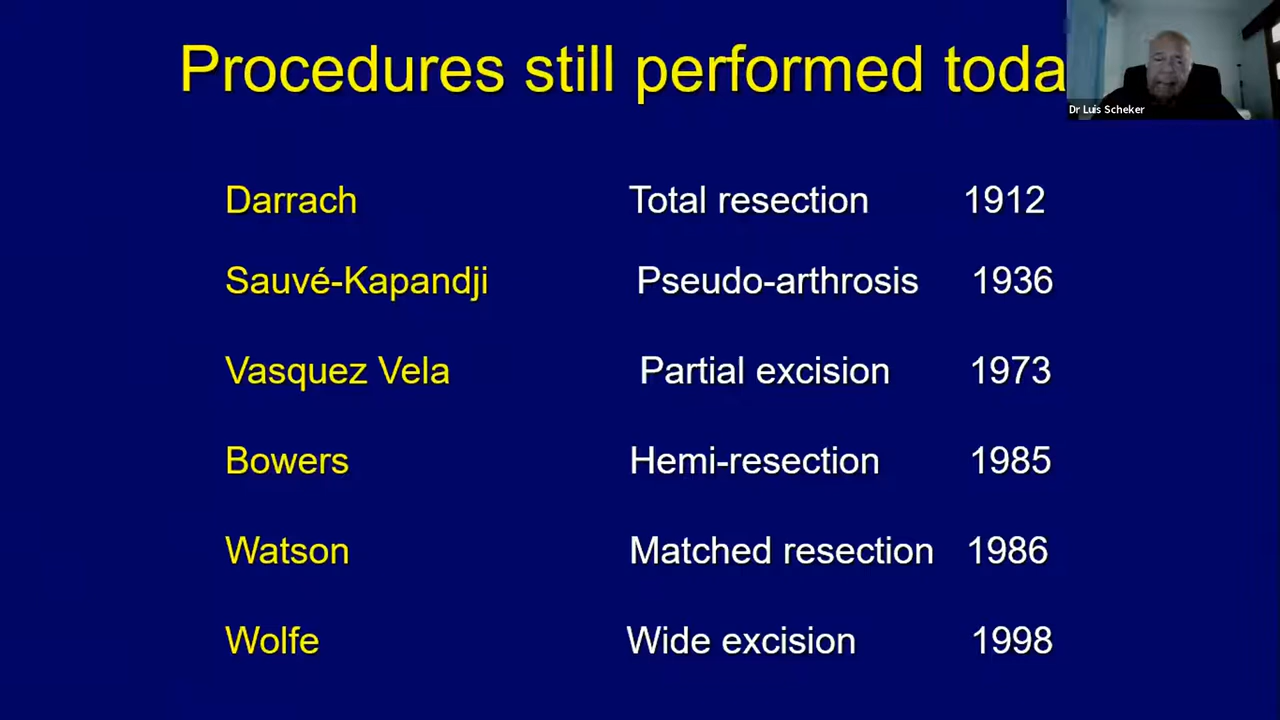 Procedures still performed toda
Dr Luis Scheker
Darrach Total resection 1912
Sauvé-Kapandji Pseudo-arthrosis 1936
Vasquez Vela Partial excision 1973
Bowers Hemi-resection 1985
Watson Matched resection 1986
Wolfe Wide excision 1998